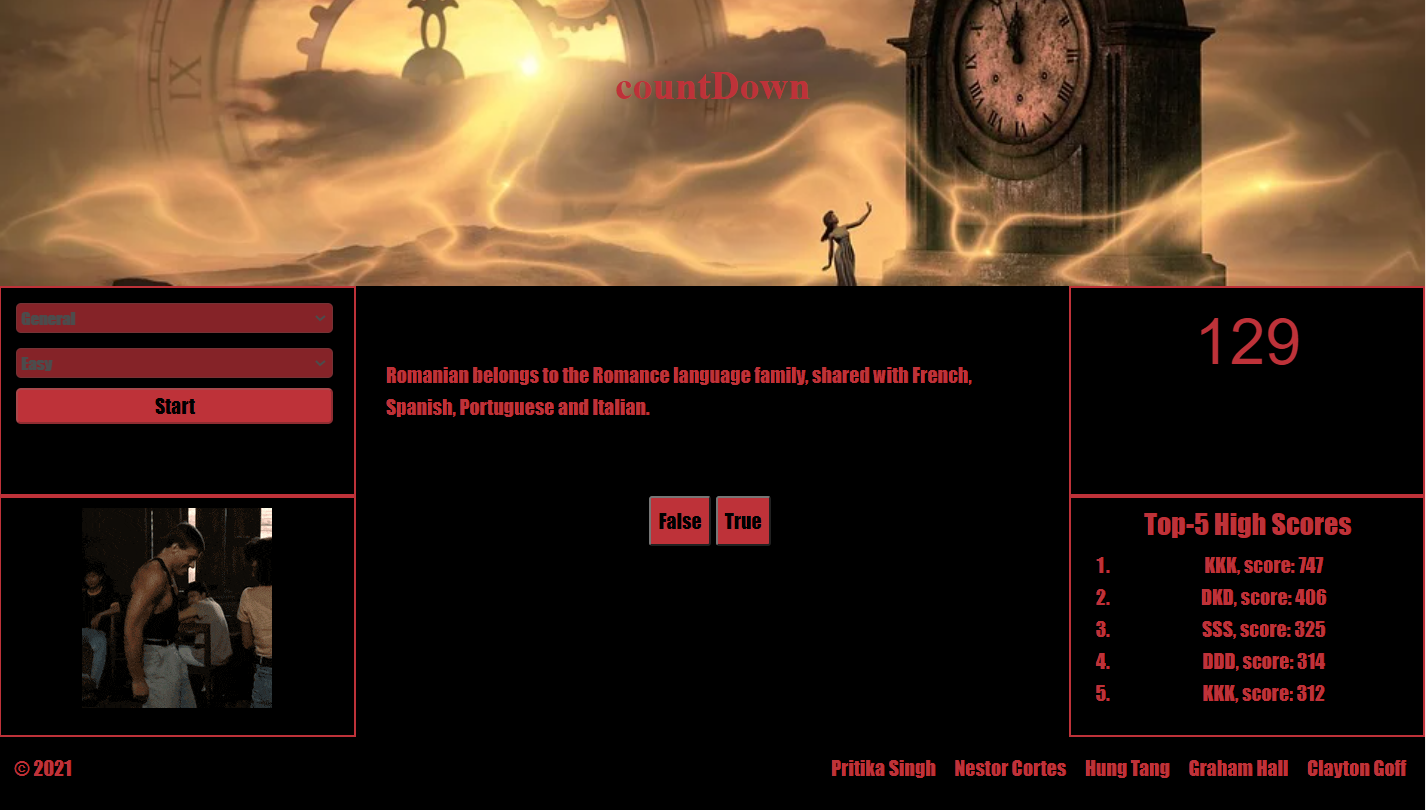 countDown
General
Easy
Start
Romanian belongs to the Romance language family, shared with French,
Spanish, Portuguese and Italian.
False True
129
Top-5 High Scores
1. KKK, score: 747
2. DKD, score: 406
3. SSS, score: 325
4. DDD, score: 314
5. KKK, score: 312
© 2021
Pritika Singh Nestor Cortes Hung Tang Graham Hall Clayton Goff